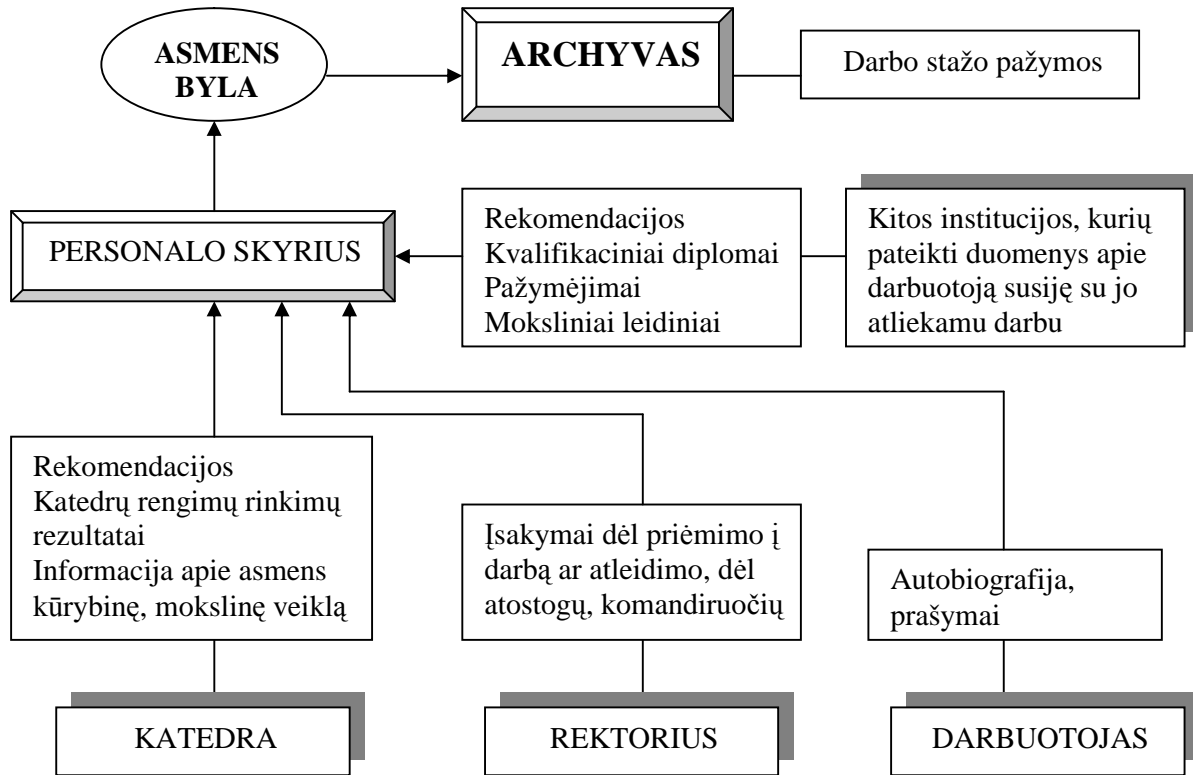 ASMENS
BYLA
ARCHYVAS
Darbo stažo pažymos
PERSONALO SKYRIUS
Rekomendacijos
Kvalifikaciniai diplomai
Pažymėjimai
Moksliniai leidiniai
Kitos institucijos, kurių
pateikti duomenys apie
darbuotoją susiję su jo
atliekamu darbu
Rekomendacijos
Katedrų rengimų rinkimų
rezultatai
Informacija apie asmens
kūrybinę, mokslinę veiklą
Įsakymai dėl priėmimo į
darbą ar atleidimo, dėl
atostogų, komandiruočių
Autobiografija,
prašymai
KATEDRA
REKTORIUS
DARBUOTOJAS